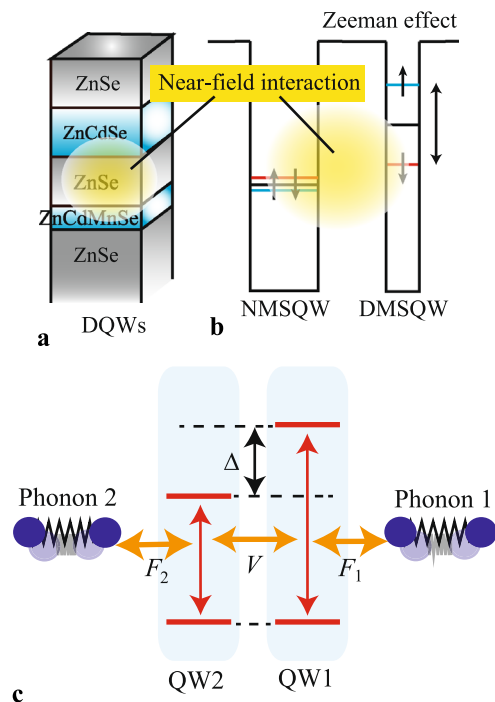 Zeeman effect
ZnSe
Near-field interaction
ZnCdSe
ZnSe
ZnCdMnSe
ZnSe
NMSQW
DMSQW
a
DQWs
b
Δ
Phonon 2
Phonon 1
F₂
V
F₁
QW2
QW1
c